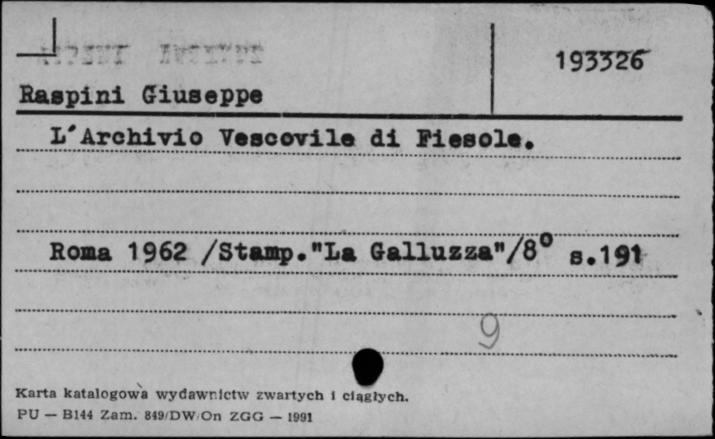 193326
Raspini Giuseppe
L'Archivio Vescovile di Fiesole.
Roma 1962 /Stamp."La Galluzza"/8° s.191
9
Karta katalogowa wydawnictw zwartych i ciągłych.
PU — B144 Zam. 849/DW/On ZGG — 1991